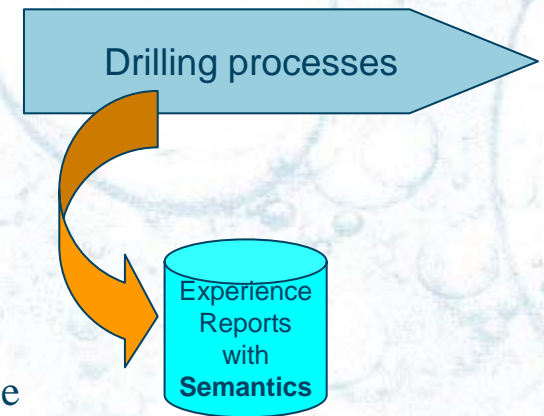 Drilling processes
Experience
Reports
with
Semantics
e